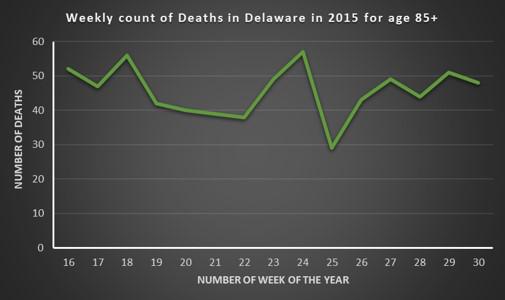 Weekly count of Deaths in Delaware in 2015 for age 85+
60
50
40
30
20
10
0
NUMBER OF DEATHS
16 17 18 19 20 21 22 23 24 25 26 27 28 29 30
NUMBER OF WEEK OF THE YEAR